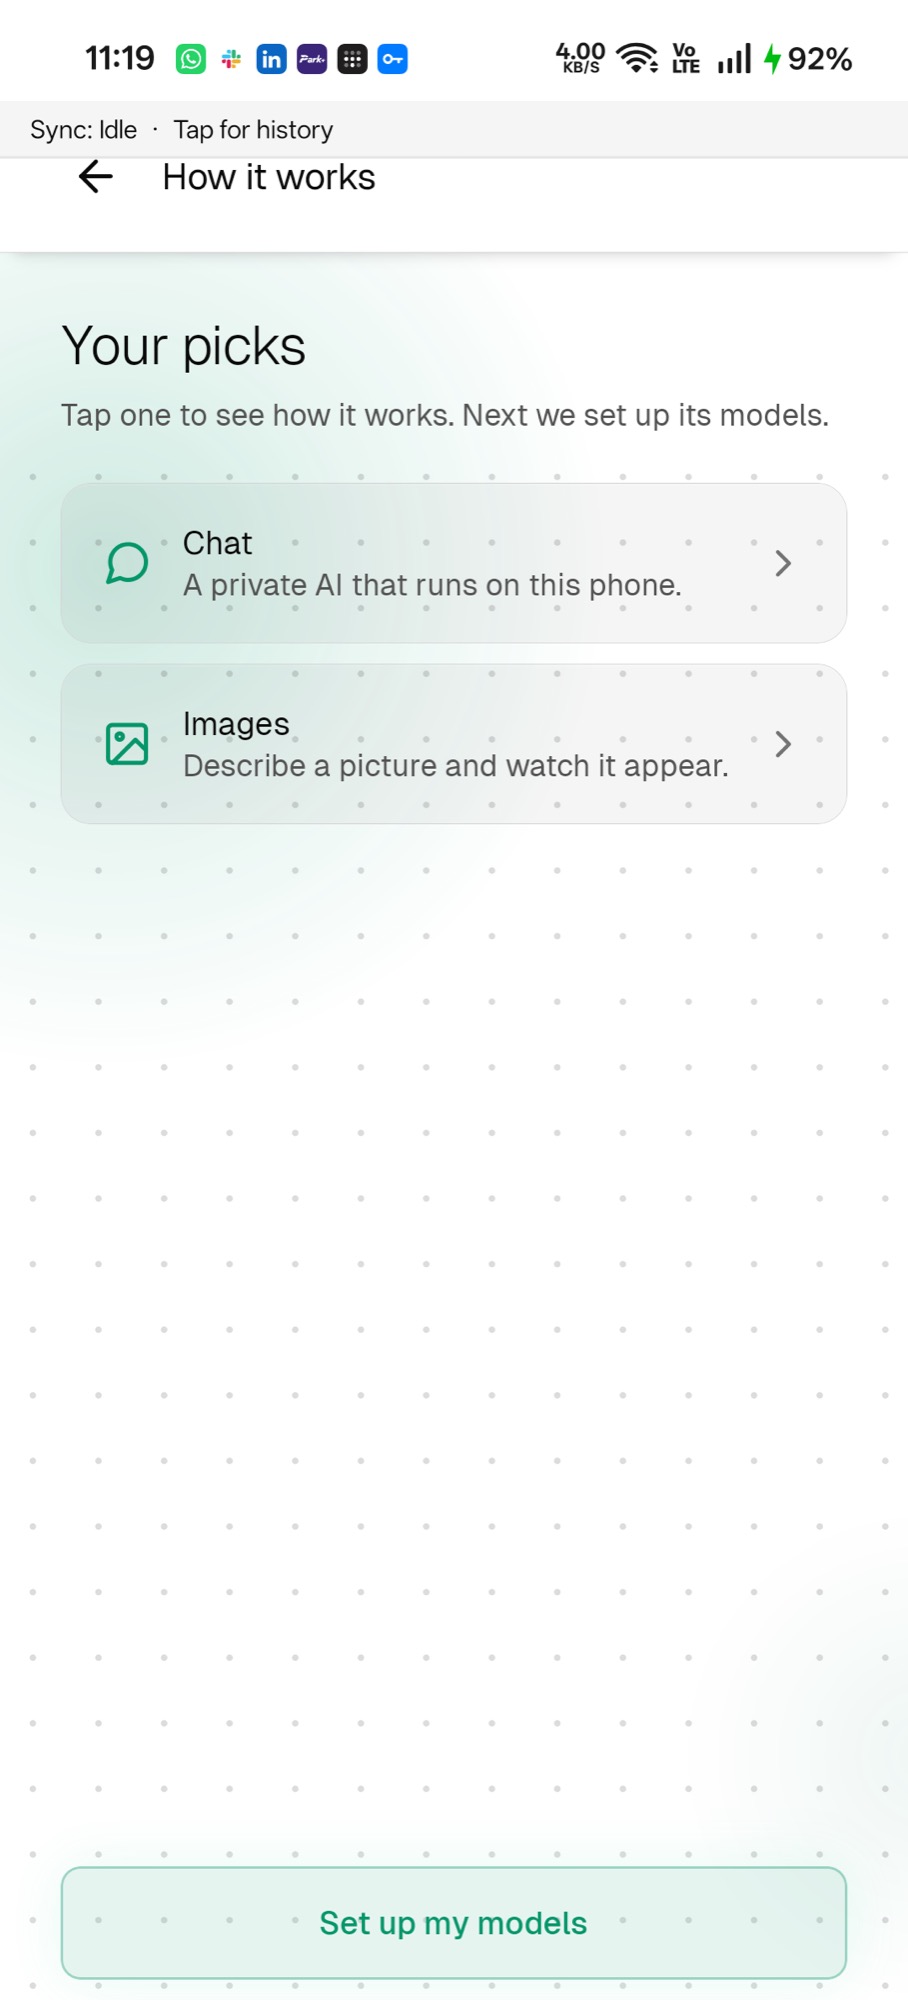 11:19 in Park+ 4.00 KB/S Vo LTE 92%
Sync: Idle · Tap for history
How it works
Your picks
Tap one to see how it works. Next we set up its models.
Chat
A private AI that runs on this phone.
Images
Describe a picture and watch it appear.
Set up my models